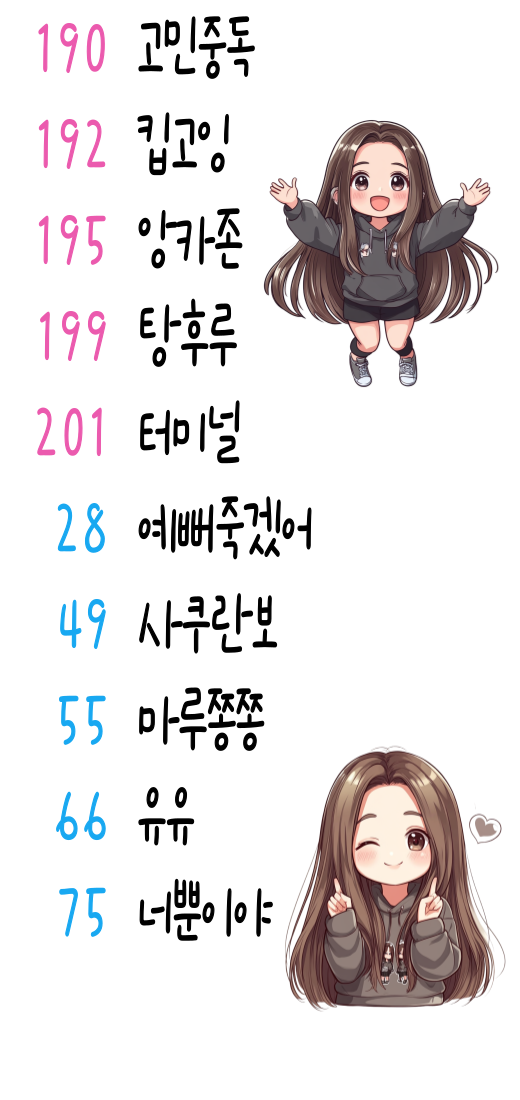 190 고민중독
192 킵고잉
195 앙카존
199 탕후루
201 터미널
28 예뻐죽겠어
49 사쿠란보
55 마루쫑쫑
66 유유
75 너뿐이야